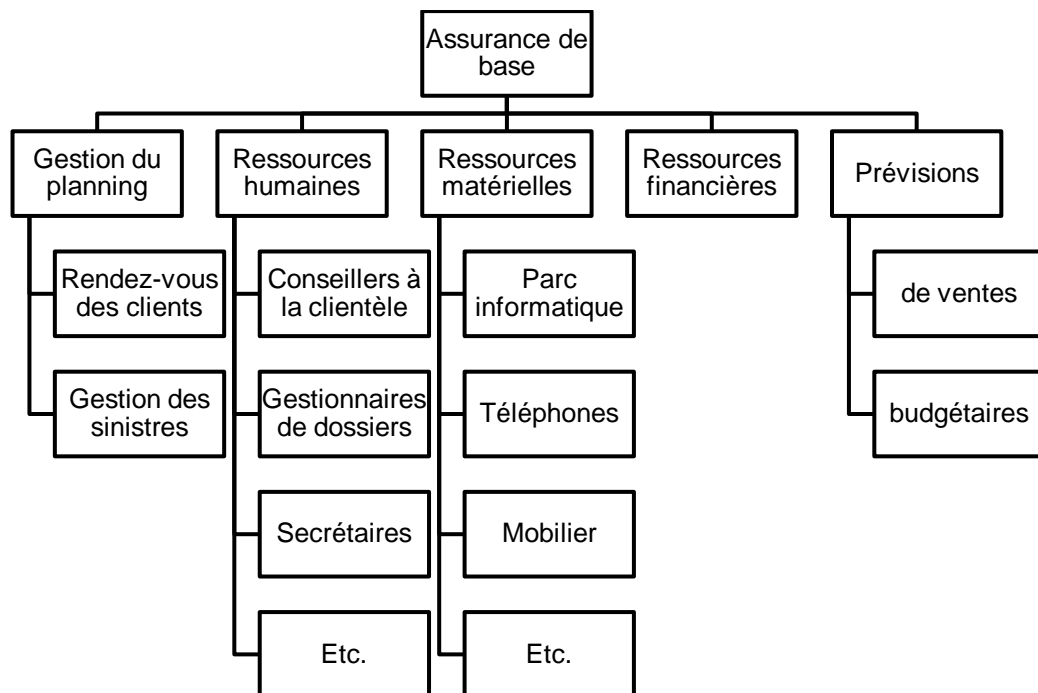 Assurance de
base
Gestion du
planning
Ressources
humaines
Ressources
matérielles
Ressources
financières
Prévisions
Rendez-vous
des clients
Conseillers à
la clientèle
Parc
informatique
de ventes
Gestion des
sinistres
Gestionnaires
de dossiers
Téléphones
budgétaires
Secrétaires
Mobilier
Etc.
Etc.